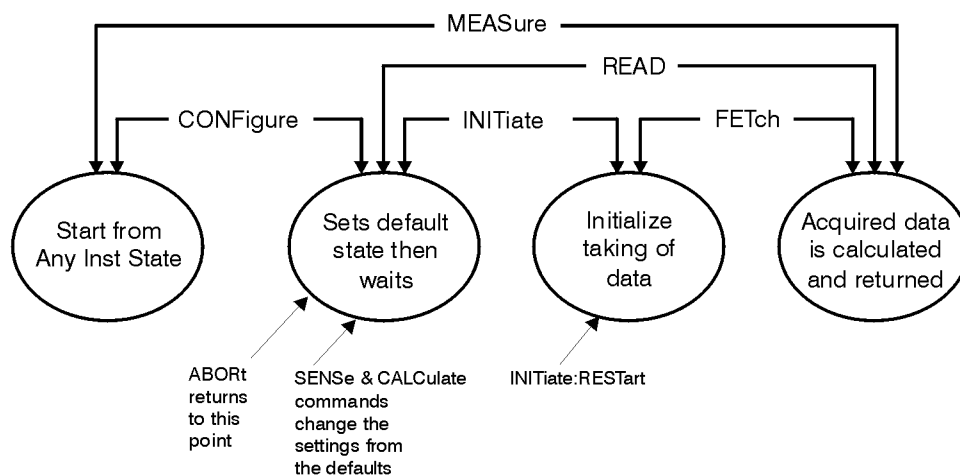 MEASure
READ
CONFigure
INITiate
FETch
Start from
Any Inst State
Sets default
state then
waits
Initialize
taking of
data
Acquired data
is calculated
and returned
ABORt
returns
to this
point
SENSe & CALCulate
commands
change the
settings from
the defaults
INITiate:RESTart